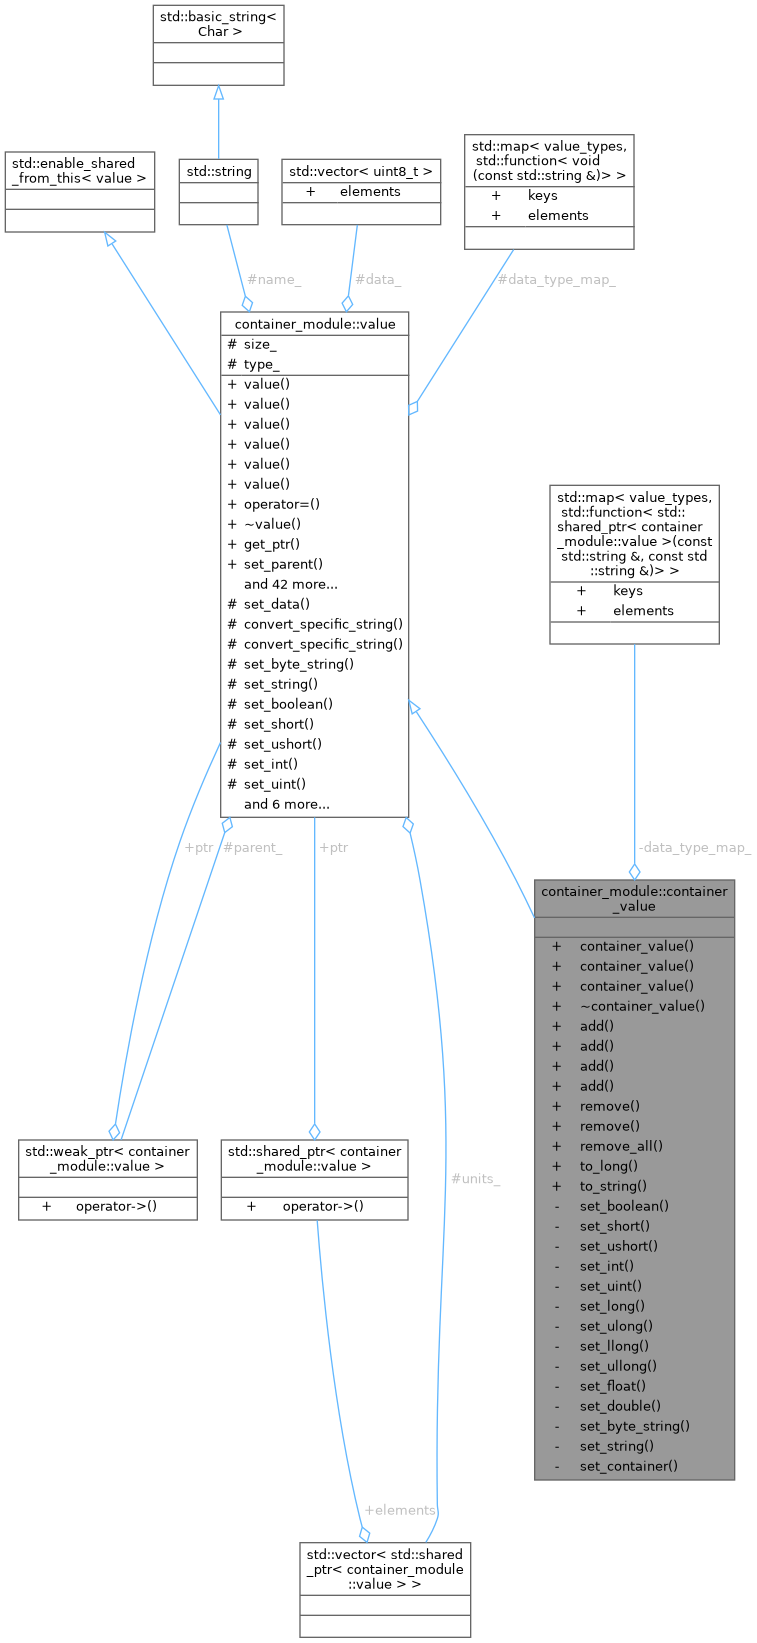 std::basic_string<
Char >
std::enable_shared
_from_this< value >
std::string
std::vector< uint8_t >
+ elements
std::map< value_types,
std::function< void
(const std::string &)> >
+ keys
+ elements
#name_
#data_
#data_type_map_
container_module::value
# size_
# type_
+ value()
+ value()
+ value()
+ value()
+ value()
+ value()
+ operator=()
+ ~value()
+ get_ptr()
+ set_parent()
and 42 more...
# set_data()
# convert_specific_string()
# convert_specific_string()
# set_byte_string()
# set_string()
# set_boolean()
# set_short()
# set_ushort()
# set_int()
# set_uint()
and 6 more...
std::map< value_types,
std::function< std::
shared_ptr< container
_module::value >(const
std::string &, const std
::string &)> >
+ keys
+ elements
+ptr
#parent_
+ptr
-data_type_map_
container_module::container
_value
+ container_value()
+ container_value()
+ container_value()
+ ~container_value()
+ add()
+ add()
+ add()
+ add()
+ remove()
+ remove()
+ remove_all()
+ to_long()
+ to_string()
- set_boolean()
- set_short()
- set_ushort()
- set_int()
- set_uint()
- set_long()
- set_ulong()
- set_llong()
- set_ullong()
- set_float()
- set_double()
- set_byte_string()
- set_string()
- set_container()
std::weak_ptr< container
_module::value >
+ operator->()
std::shared_ptr< container
_module::value >
+ operator->()
#units_
+elements
std::vector< std::shared
_ptr< container_module
::value > >